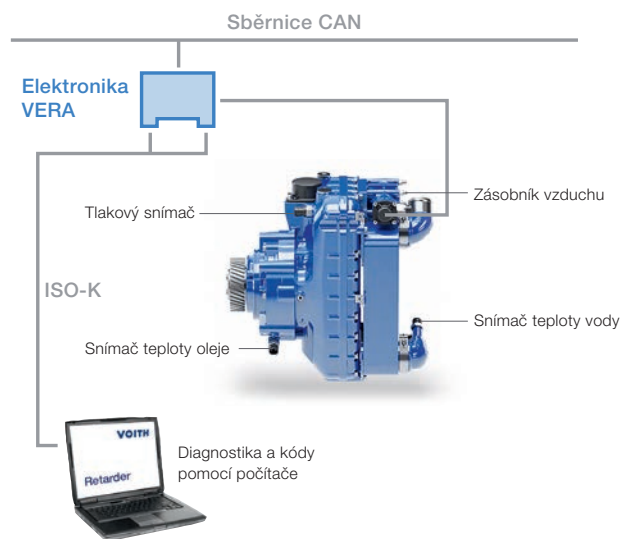 Sběrnice CAN
Elektronika
VERA
Zásobník vzduchu
Tlakový snímač
ISO-K
Snímač teploty vody
Snímač teploty oleje
VOITH
Retarder
Diagnostika a kódy
pomocí počítače